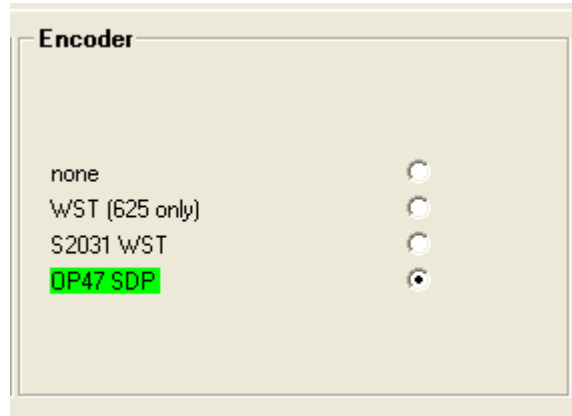 Encoder
none
WST (625 only)
S2031 WST
OP47 SDP